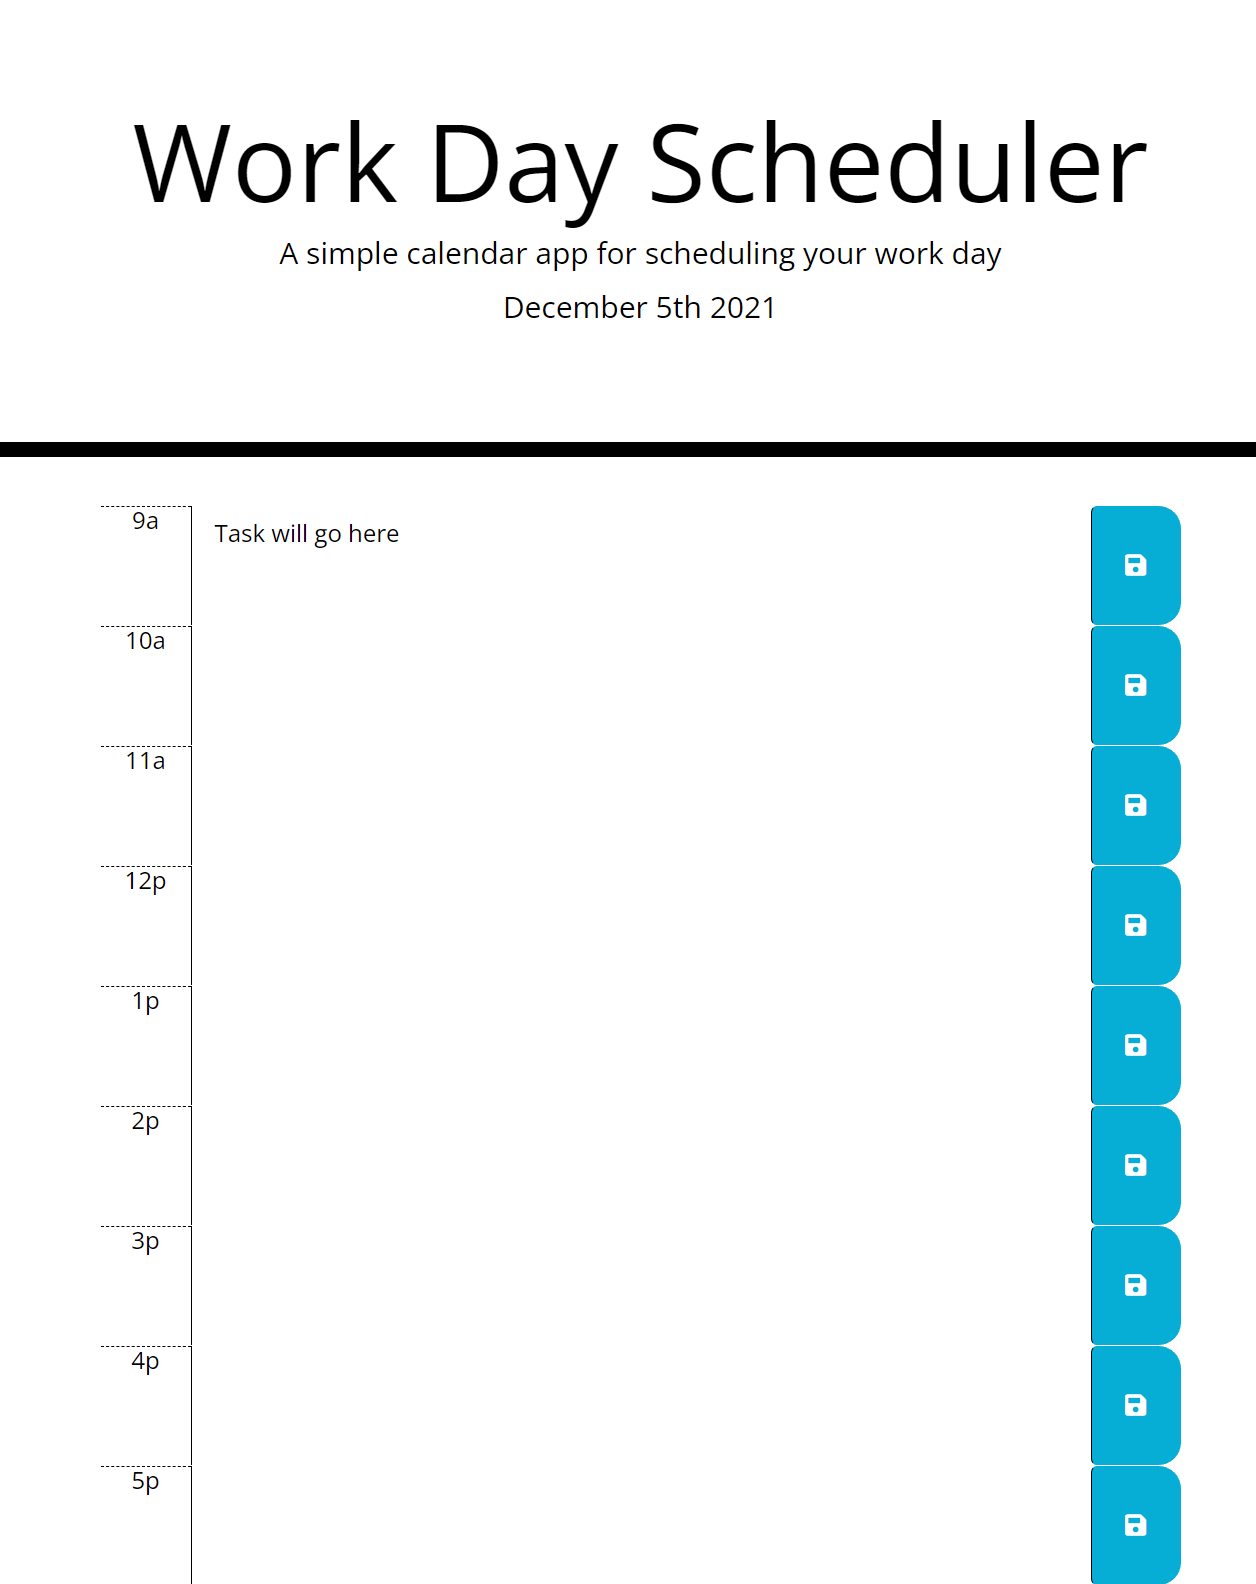 Work Day Scheduler
A simple calendar app for scheduling your work day
December 5th 2021
9a
Task will go here
10a
11a
12p
1p
2p
3p
4p
5p